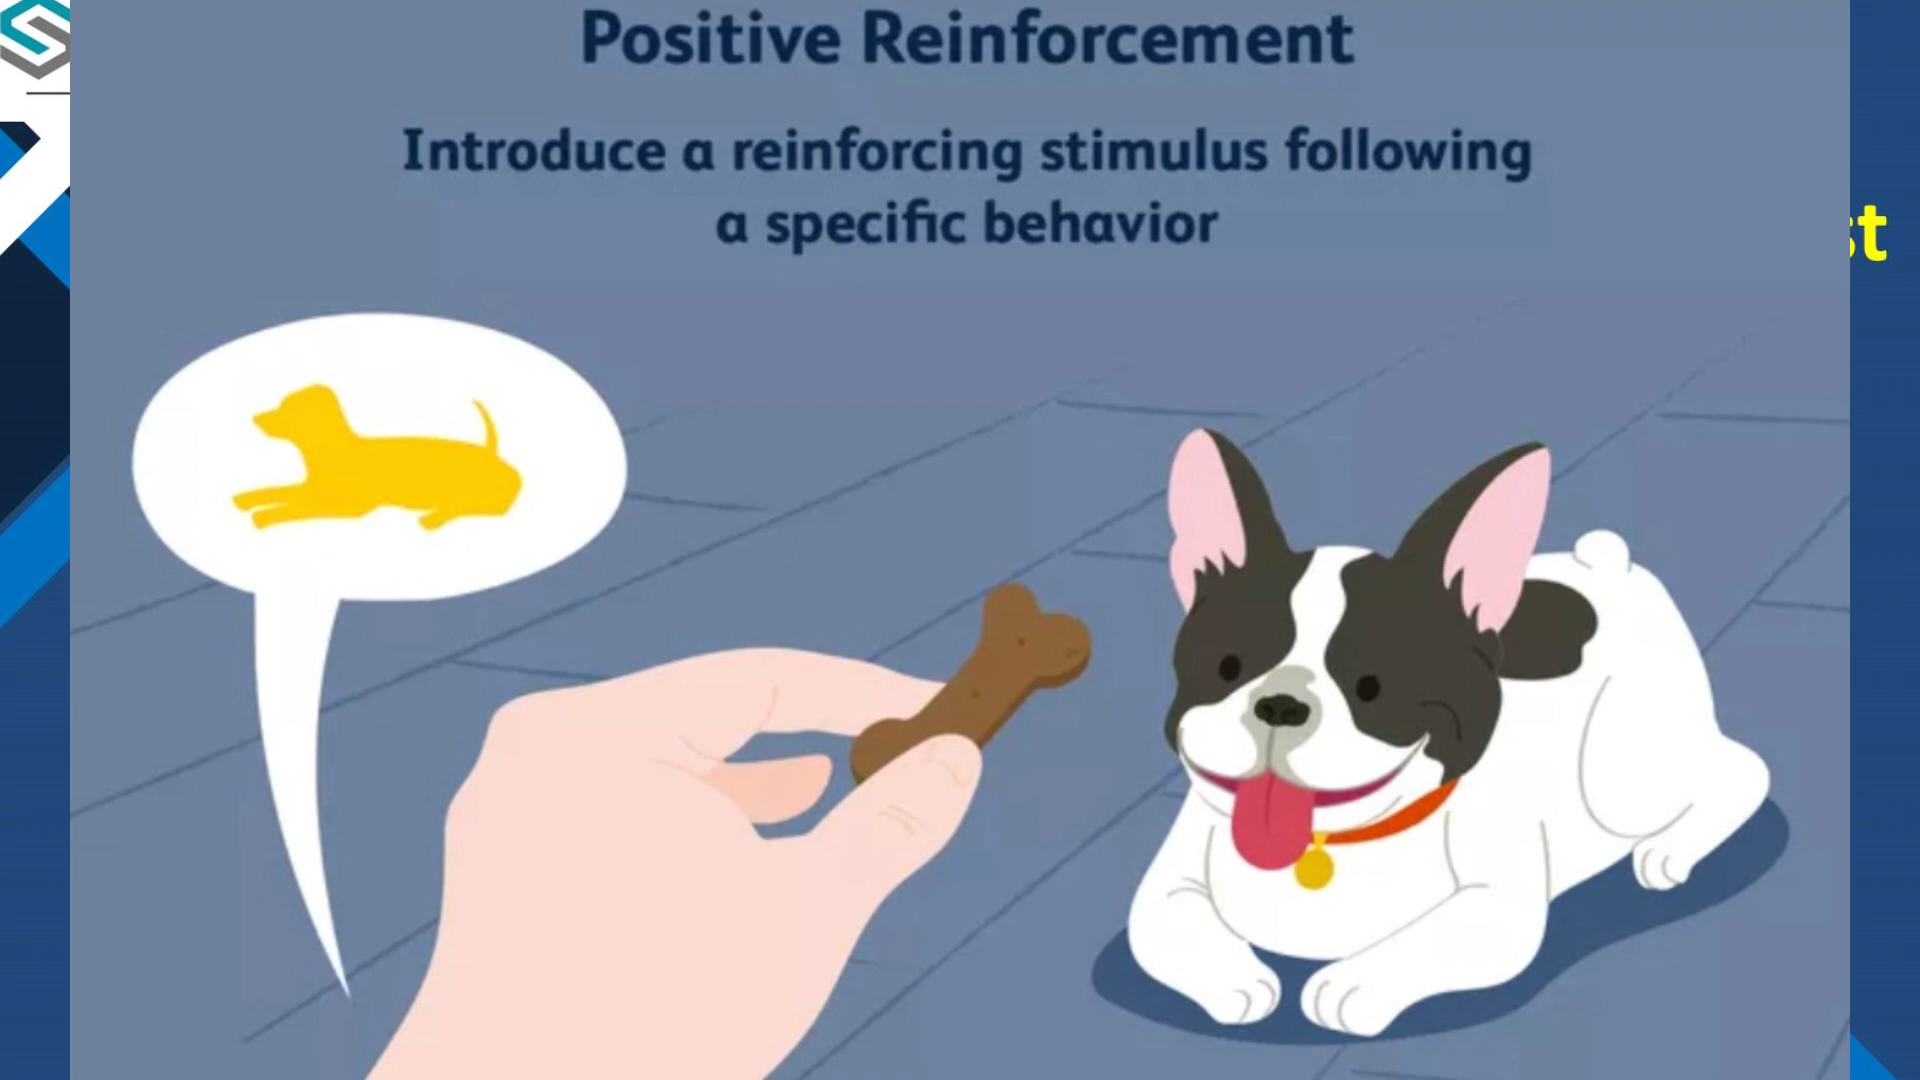 Positive Reinforcement
Introduce a reinforcing stimulus following
a specific behavior